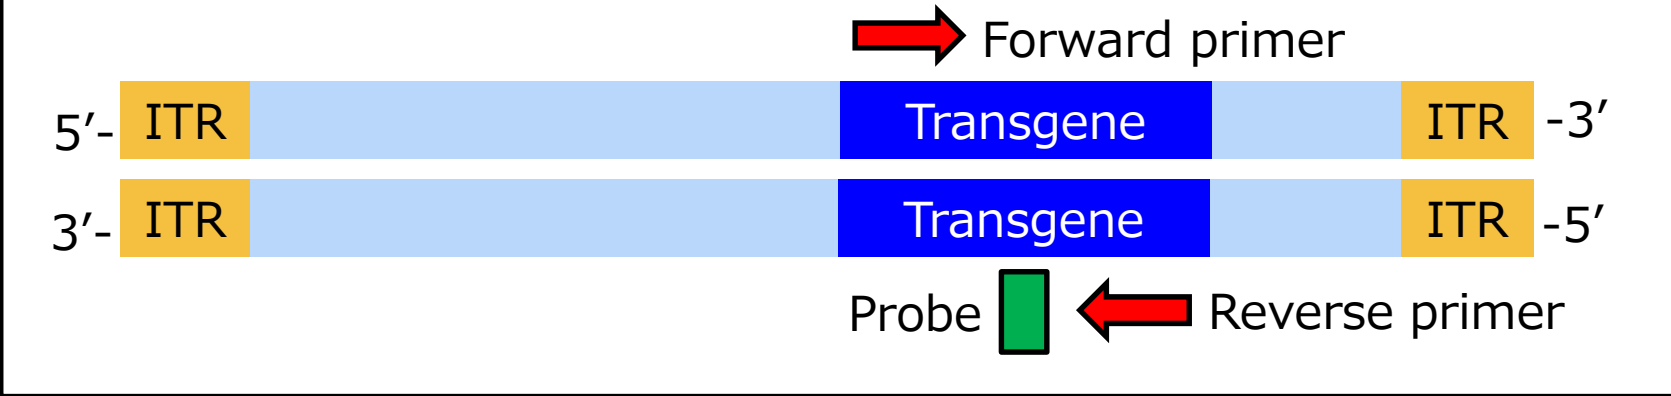 Forward primer
5’- ITR Transgene ITR -3’
3’- ITR Transgene ITR -5’
Probe Reverse primer